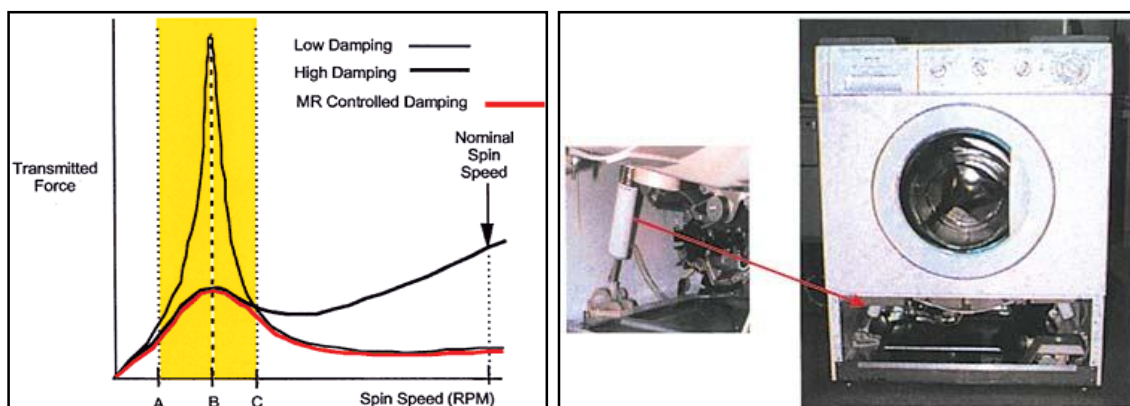 Low Damping
High Damping
MR Controlled Damping
Nominal
Spin
Speed
Transmitted
Force
A
B
C
Spin Speed (RPM)